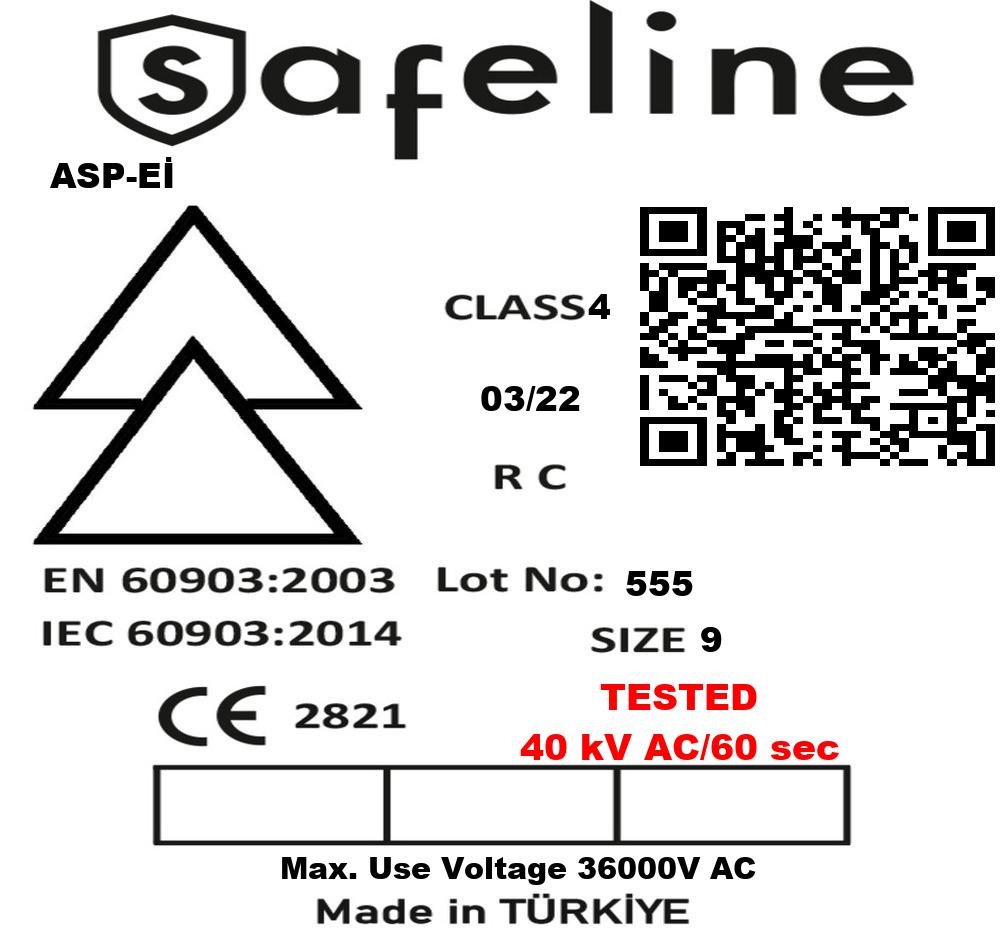 safeline
ASP-Eİ
CLASS4
03/22
R C
EN 60903:2003
Lot No: 555
IEC 60903:2014
SIZE 9
TESTED
CE 2821
40 kV AC/60 sec
Max. Use Voltage 36000V AC
Made in TÜRKİYE